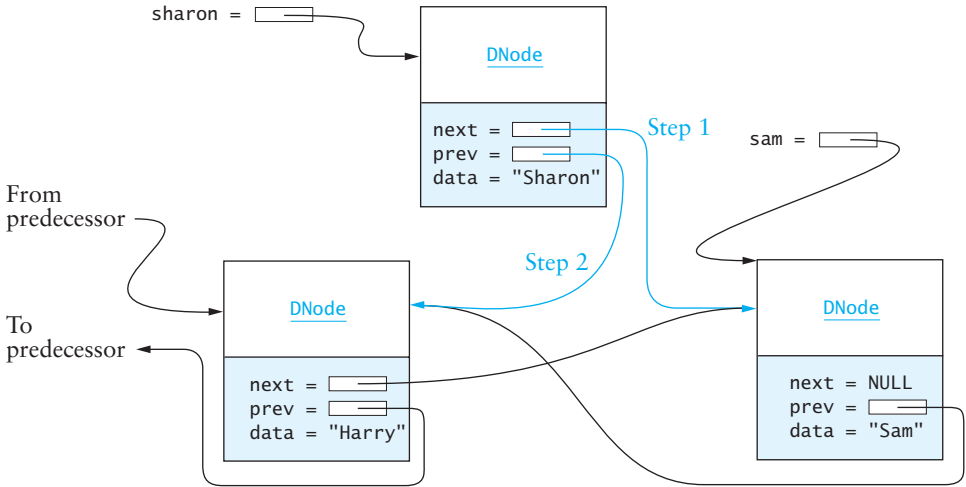 sharon =
DNode
next =
prev =
data = "Sharon"
Step 1
sam =
From
predecessor
Step 2
To
predecessor
DNode
next =
prev =
data = "Harry"
DNode
next = NULL
prev =
data = "Sam"